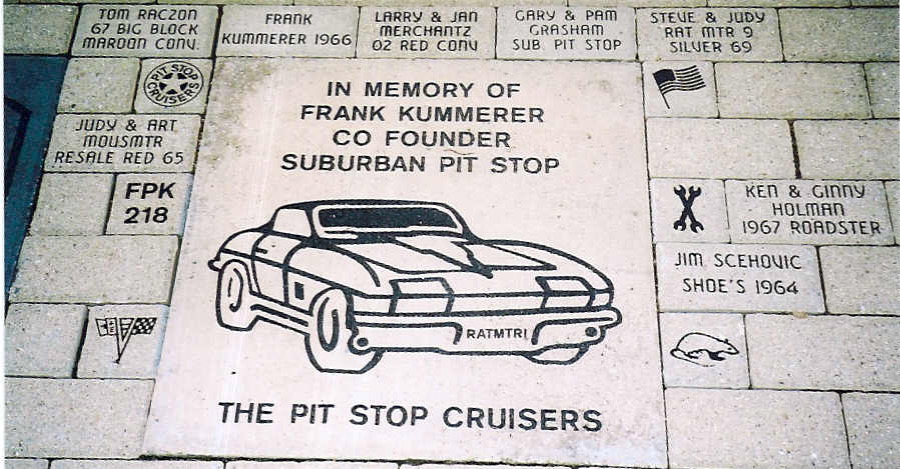 TOM RACZON
67 BIG BLOCK
MAROON CONV.
FRANK
KUMMERER 1966
LARRY & JAN
MERCHANTZ
02 RED CONV
GARY & PAM
GRASHAM
SUB. PIT STOP
STEVE & JUDY
RAT MTR 9
SILVER 69
PIT STOP
CRUISERS
JUDY & ART
MOUSMTR
RESALE RED 65
FPK
218
IN MEMORY OF
FRANK KUMMERER
CO FOUNDER
SUBURBAN PIT STOP
RATMTR1
THE PIT STOP CRUISERS
KEN & GINNY
HOLMAN
1967 ROADSTER
JIM SCEHOVIC
SHOE'S 1964